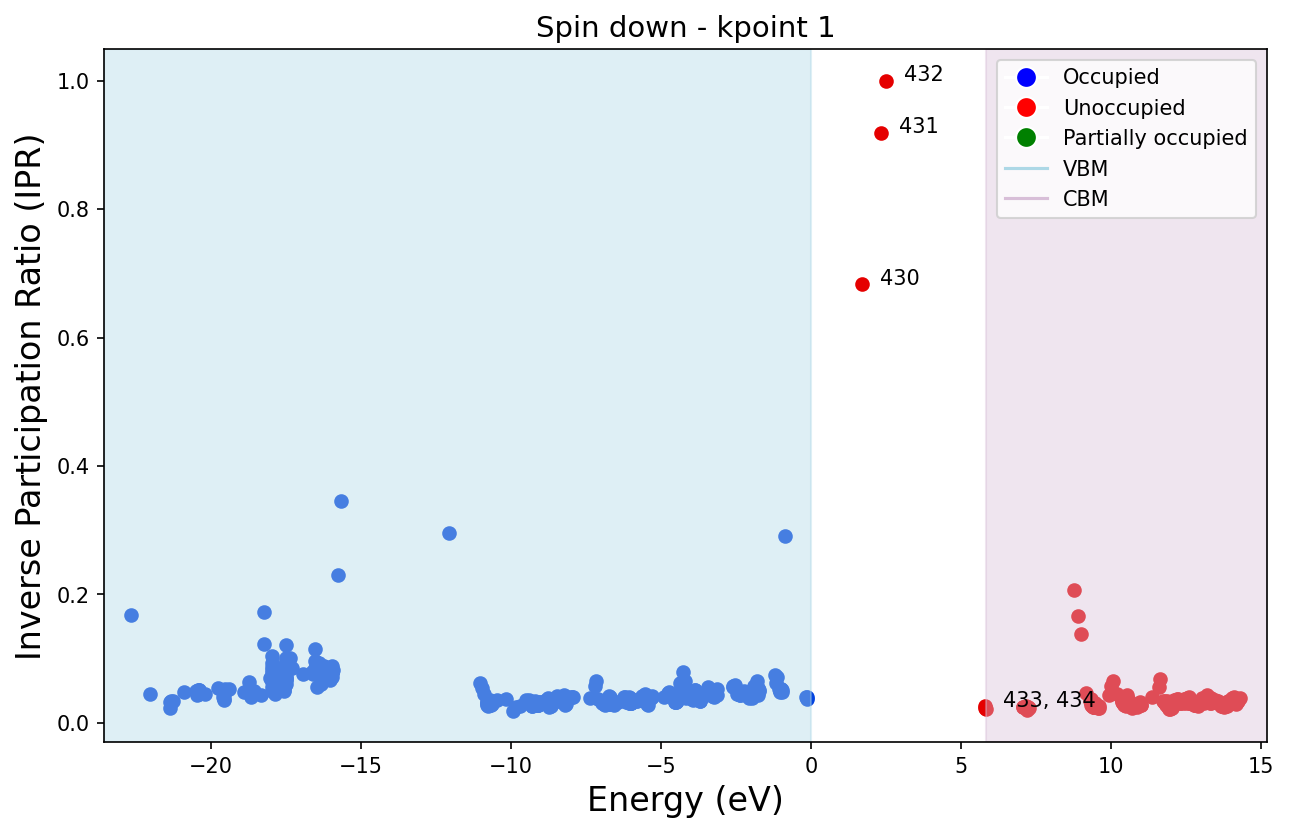 Spin down - kpoint 1
Inverse Participation Ratio (IPR)
1.0
0.8
0.6
0.4
0.2
0.0
432
431
430
433, 434
Occupied
Unoccupied
Partially occupied
VBM
CBM
−20
−15
−10
−5
0
5
10
15
Energy (eV)